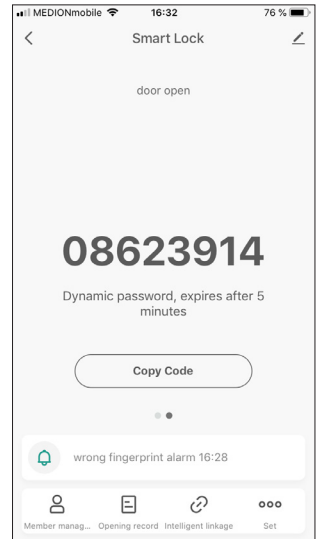 MEDIONmobile 16:32 76 %
Smart Lock
door open
08623914
Dynamic password, expires after 5
minutes
Copy Code
wrong fingerprint alarm 16:28
Member manag... Opening record Intelligent linkage Set